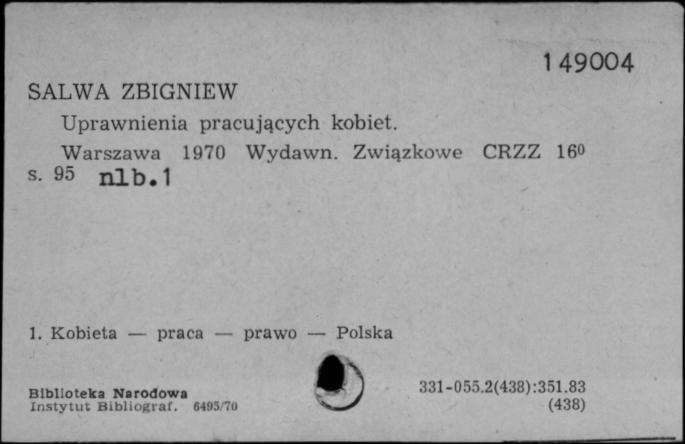 149004
SALWA ZBIGNIEW
Uprawnienia pracujących kobiet.
Warszawa 1970 Wydawn. Związkowe CRZZ 16⁰
s. 95 nlb.1
1. Kobieta — praca — prawo — Polska
Biblioteka Narodowa
Instytut Bibliograf. 6495/70
331-055.2(438):351.83
(438)